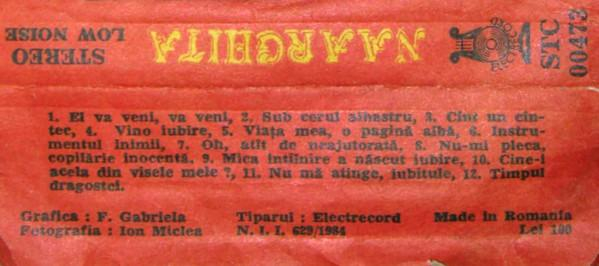 STEREO
LOW NOISE
NAARGHITA
ELECTRECORD
STC
00473
1. El va veni, va veni, 2. Sub cerul albastru, 3. Cînt un cîn-
tec, 4. Vino iubire, 5. Viața mea, o pagină albă, 6. Instru-
mentul inimii, 7. Oh, atît de neajutorată, 8. Nu-mi pleca,
copilărie inocentă, 9. Mica întîlnire a născut iubire, 10. Cine-i
acela din visele mele ?, 11. Nu mă atinge, iubitule, 12. Timpul
dragostei.
Grafica : F. Gabriela Tiparul : Electrecord Made in Romania
Fotografia : Ion Miclea N. I. I. 629/1984 Lei 100